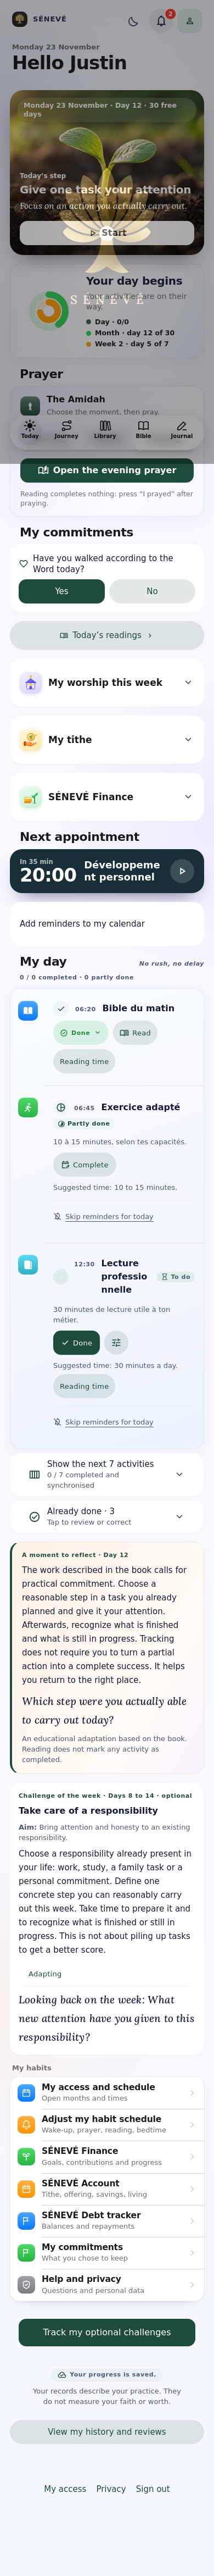 SÉNEVÉ
2
Monday 23 November
Hello Justin
Monday 23 November · Day 12 · 30 free
days
Today's step
Give one task your attention
Focus on an action you actually carry out.
Start
Your day begins
Your activities are on their
way.
SÉNEVÉ
Day · 0/0
Month · day 12 of 30
Week 2 · day 5 of 7
Prayer
The Amidah
Choose the moment, then pray.
Today
Journey
Library
Bible
Journal
Open the evening prayer
Reading completes nothing: press “I prayed” after
praying.
My commitments
Have you walked according to the
Word today?
Yes
No
Today’s readings
My worship this week
My tithe
SÉNEVÉ Finance
Next appointment
In 35 min
20:00
Développeme
nt personnel
Add reminders to my calendar
My day
No rush, no delay
0 / 0 completed · 0 partly done
06:20
Bible du matin
Done
Read
Reading time
06:45
Exercice adapté
Partly done
10 à 15 minutes, selon tes capacités.
Complete
Suggested time: 10 to 15 minutes.
Skip reminders for today
12:30
Lecture
professio
nnelle
To do
30 minutes de lecture utile à ton
métier.
Done
Suggested time: 30 minutes a day.
Reading time
Skip reminders for today
Show the next 7 activities
0 / 7 completed and
synchronised
Already done · 3
Tap to review or correct
A moment to reflect · Day 12
The work described in the book calls for
practical commitment. Choose a
reasonable step in a task you already
planned and give it your attention.
Afterwards, recognize what is finished
and what is still in progress. Tracking
does not require you to turn a partial
action into a complete success. It helps
you return to the right place.
Which step were you actually able
to carry out today?
An educational adaptation based on the book.
Reading does not mark any activity as
completed.
Challenge of the week · Days 8 to 14 · optional
Take care of a responsibility
Aim: Bring attention and honesty to an existing
responsibility.
Choose a responsibility already present in
your life: work, study, a family task or a
personal commitment. Define one
concrete step you can reasonably carry
out this week. Take time to prepare it and
to recognize what is finished or still in
progress. This is not about piling up tasks
to get a better score.
Adapting
Looking back on the week: What
new attention have you given to this
responsibility?
My habits
My access and schedule
Open months and times
Adjust my habit schedule
Wake-up, prayer, reading, bedtime
SÉNEVÉ Finance
Goals, contributions and progress
SÉNEVÉ Account
Tithe, offering, savings, living
SÉNEVÉ Debt tracker
Balances and repayments
My commitments
What you chose to keep
Help and privacy
Questions and personal data
Track my optional challenges
Your progress is saved.
Your records describe your practice. They
do not measure your faith or worth.
View my history and reviews
My access
Privacy
Sign out